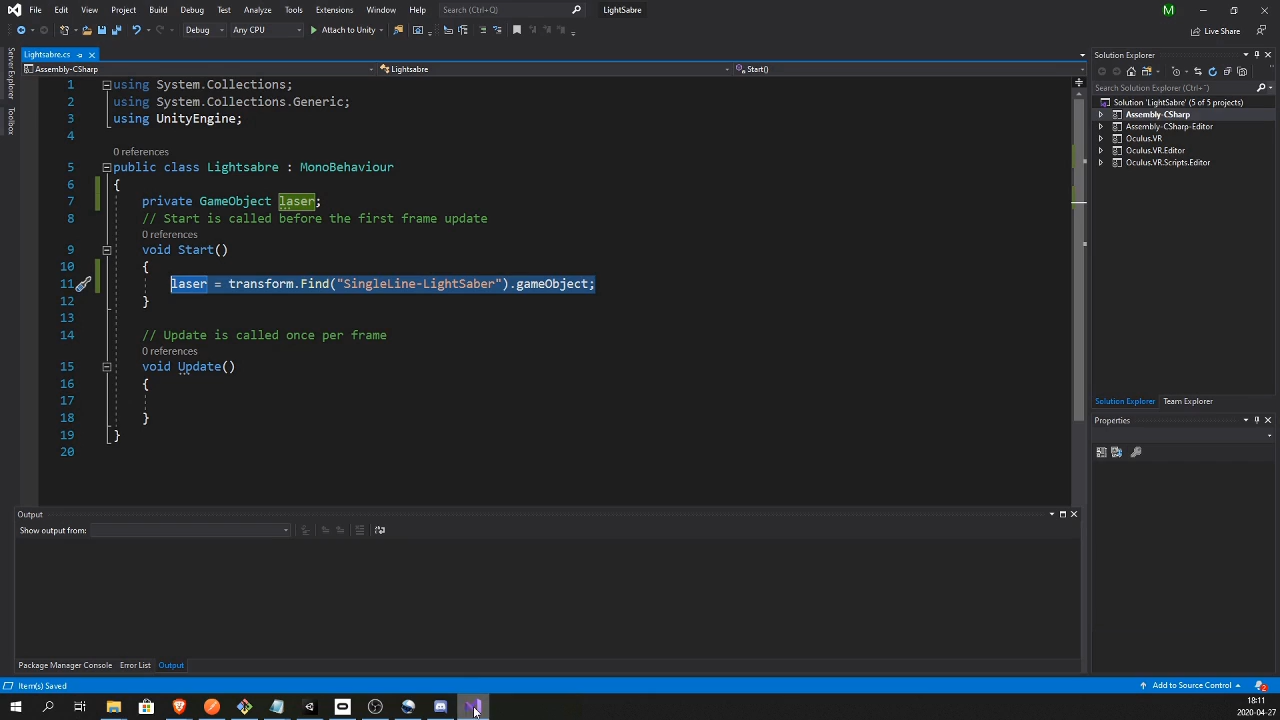 File Edit View Project Build Debug Test Analyze Tools Extensions Window Help Search (Ctrl+Q) LightSabre M
Debug Any CPU Attach to Unity Live Share
Lightsabre.cs
Assembly-CSharp Lightsabre Start()
Server Explorer
Toolbox
1 using System.Collections;
2 using System.Collections.Generic;
3 using UnityEngine;
4
0 references
5 public class Lightsabre : MonoBehaviour
6 {
7 private GameObject laser;
8 // Start is called before the first frame update
0 references
9 void Start()
10 {
11 laser = transform.Find("SingleLine-LightSaber").gameObject;
12 }
13
14 // Update is called once per frame
0 references
15 void Update()
16 {
17
18 }
19 }
20
Solution Explorer
Search Solution Explorer (Ctrl+')
Solution 'LightSabre' (5 of 5 projects)
Assembly-CSharp
Assembly-CSharp-Editor
Oculus.VR
Oculus.VR.Editor
Oculus.VR.Scripts.Editor
Solution Explorer Team Explorer
Properties
Output
Show output from:
Package Manager Console Error List Output
Item(s) Saved Add to Source Control 2
18:11
2020-04-27